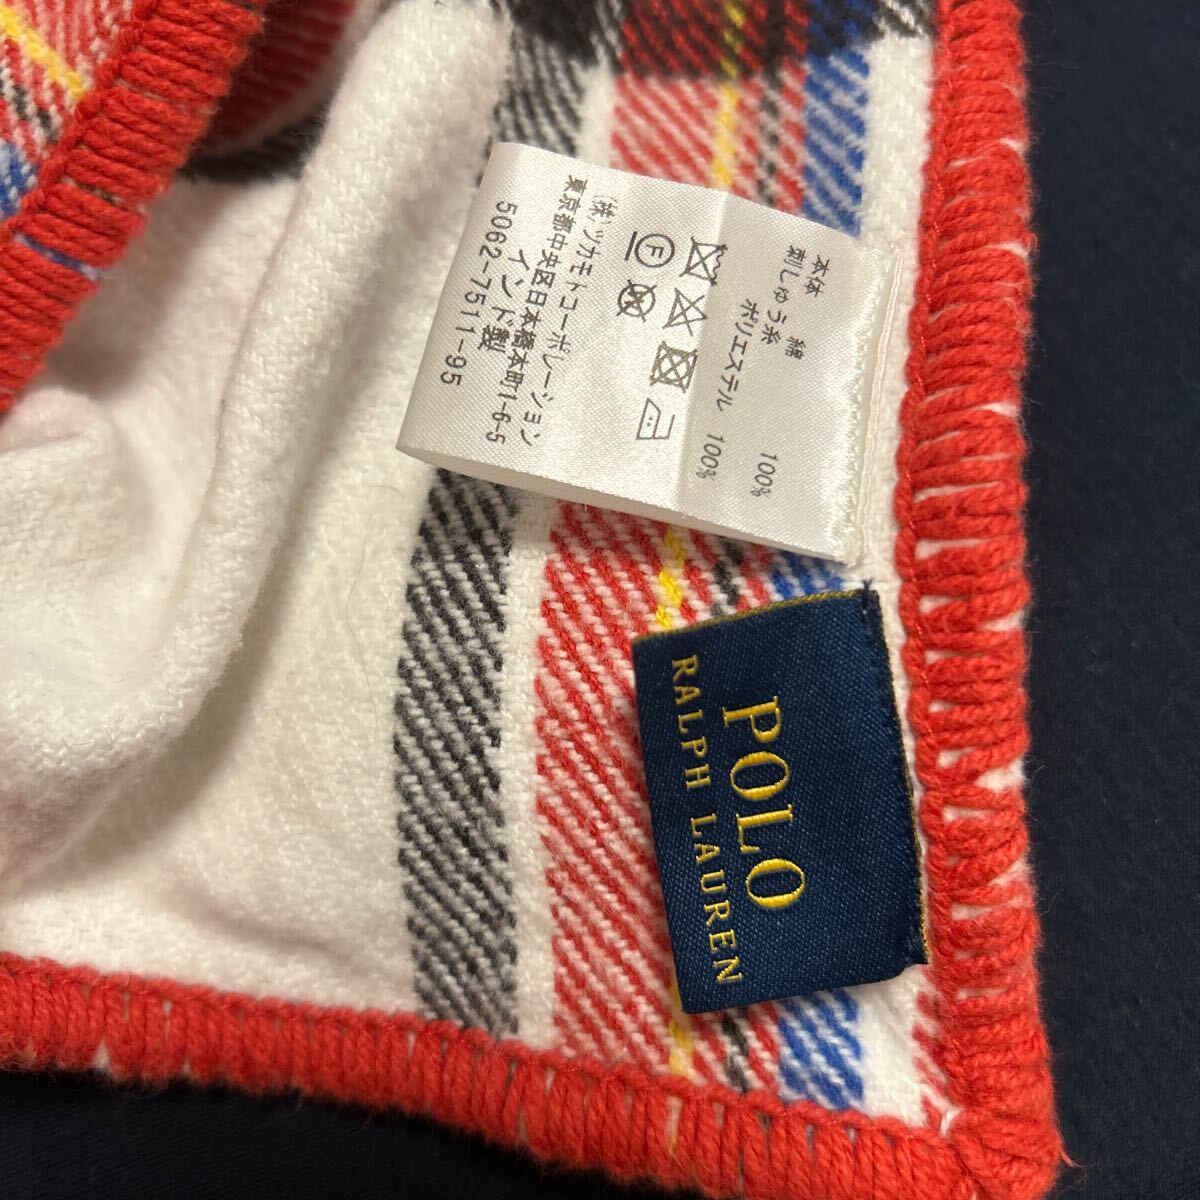 本体 綿 100%
刺しゅう糸 ポリエステル 100%
F
(株)ツカモトコーポレーション
東京都中央区日本橋本町1-6-5
インド製
5062-7511-95
POLO
RALPH LAUREN